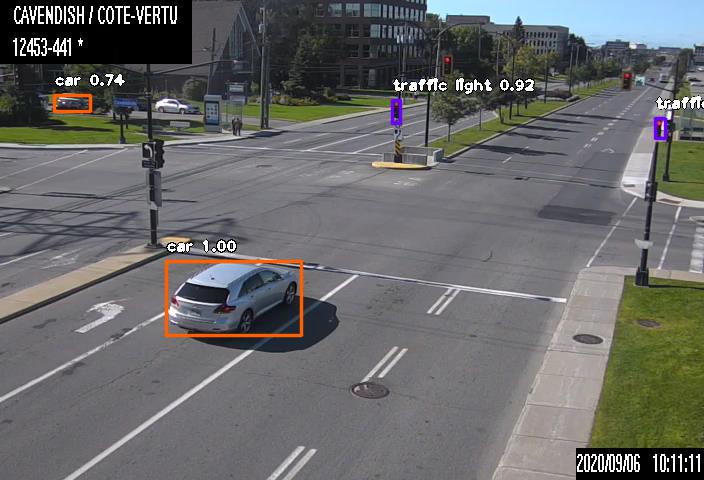 CAVENDISH / COTE-VERTU
12453-441 *
car 0.74
traffic light 0.92
traffic
car 1.00
2020/09/06 10:11:11